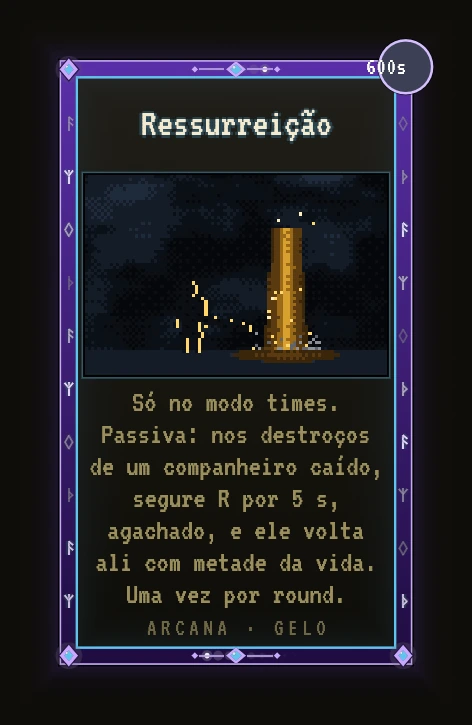 600s
Ressurreição
Só no modo times.
Passiva: nos destroços
de um companheiro caído,
segure R por 5 s,
agachado, e ele volta
ali com metade da vida.
Uma vez por round.
ARCANA · GELO